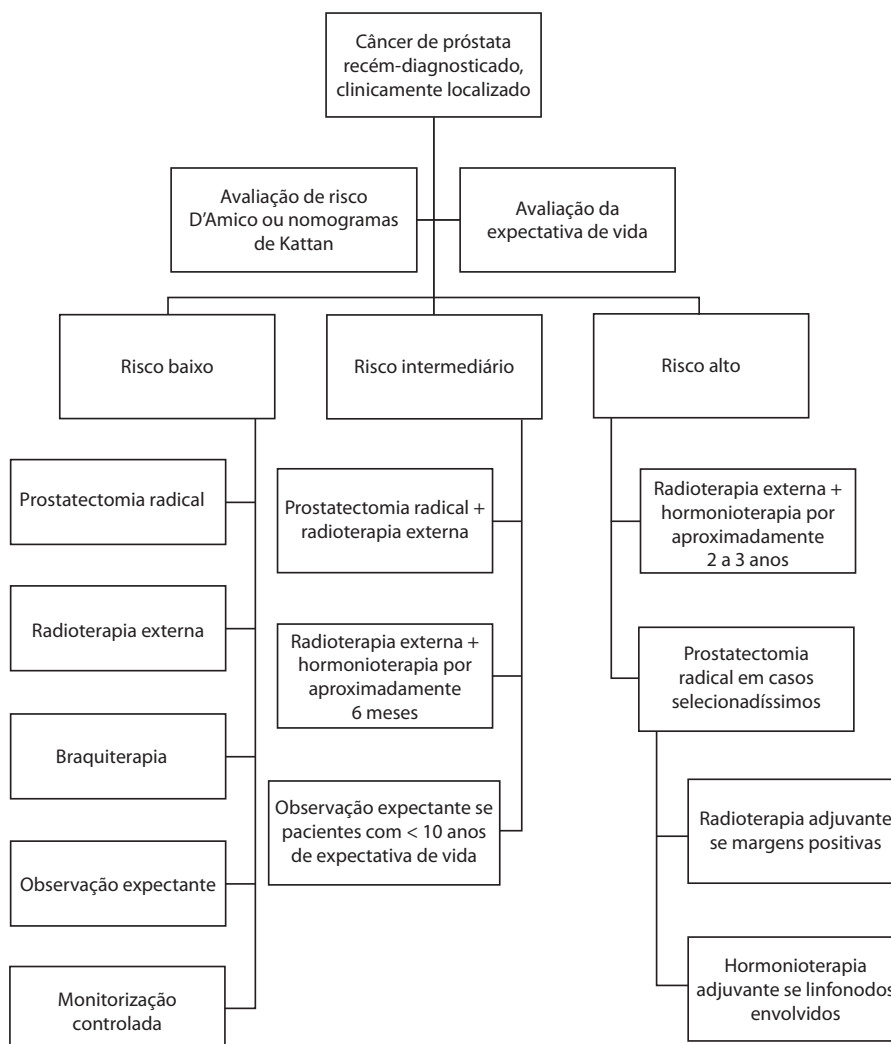 Câncer de próstata
recém-diagnosticado,
clinicamente localizado
Avaliação de risco
D'Amico ou nomogramas
de Kattan
Avaliação da
expectativa de vida
Risco baixo
Risco intermediário
Risco alto
Prostatectomia radical
Radioterapia externa
Braquiterapia
Observação expectante
Monitorização
controlada
Prostatectomia radical +
radioterapia externa
Radioterapia externa +
hormonioterapia por
aproximadamente
6 meses
Observação expectante se
pacientes com < 10 anos
de expectativa de vida
Radioterapia externa +
hormonioterapia por
aproximadamente
2 a 3 anos
Prostatectomia
radical em casos
selecionadíssimos
Radioterapia adjuvante
se margens positivas
Hormonioterapia
adjuvante se linfonodos
envolvidos